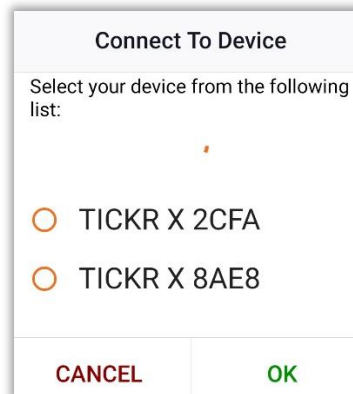 Connect To Device
Select your device from the following
list:
TICKR X 2CFA
TICKR X 8AE8
CANCEL
OK